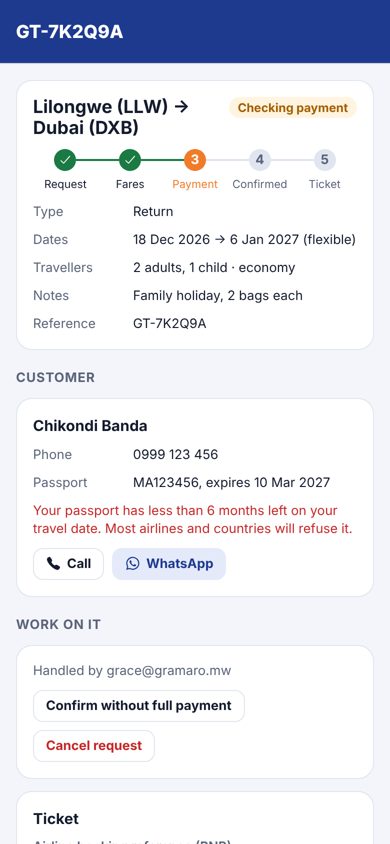 GT-7K2Q9A
Lilongwe (LLW) →
Dubai (DXB)
Checking payment
3 4 5
Request Fares Payment Confirmed Ticket
Type Return
Dates 18 Dec 2026 → 6 Jan 2027 (flexible)
Travellers 2 adults, 1 child · economy
Notes Family holiday, 2 bags each
Reference GT-7K2Q9A
CUSTOMER
Chikondi Banda
Phone 0999 123 456
Passport MA123456, expires 10 Mar 2027
Your passport has less than 6 months left on your
travel date. Most airlines and countries will refuse it.
Call WhatsApp
WORK ON IT
Handled by grace@gramaro.mw
Confirm without full payment
Cancel request
Ticket